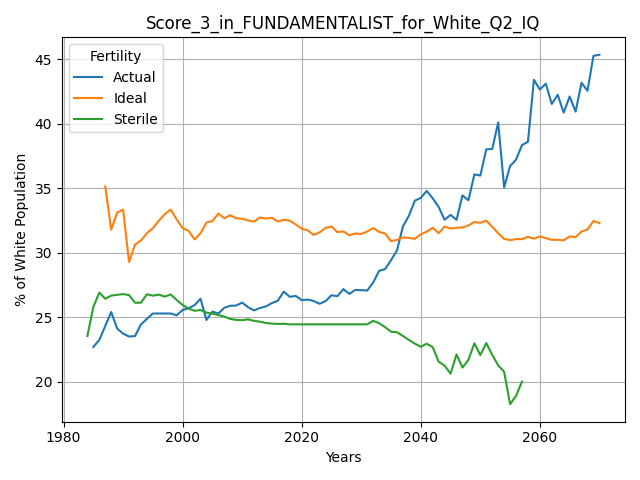 Score_3_in_FUNDAMENTALIST_for_White_Q2_IQ
Fertility
Actual
Ideal
Sterile
% of White Population
45
40
35
30
25
20
1980
2000
2020
2040
2060
Years